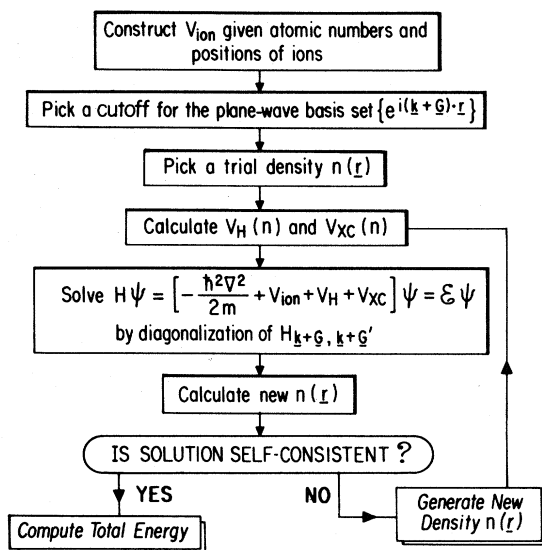 Construct V_ion given atomic numbers and
positions of ions
Pick a cutoff for the plane-wave basis set {e^{i(k̲+G̲)·r̲}}
Pick a trial density n(r̲)
Calculate V_H(n) and V_XC(n)
Solve Hψ = [-ħ²∇²/2m + V_ion + V_H + V_XC] ψ = ℰψ
by diagonalization of H_{k̲+G̲, k̲+G̲′}
Calculate new n(r̲)
IS SOLUTION SELF-CONSISTENT ?
YES
NO
Compute Total Energy
Generate New
Density n(r̲)